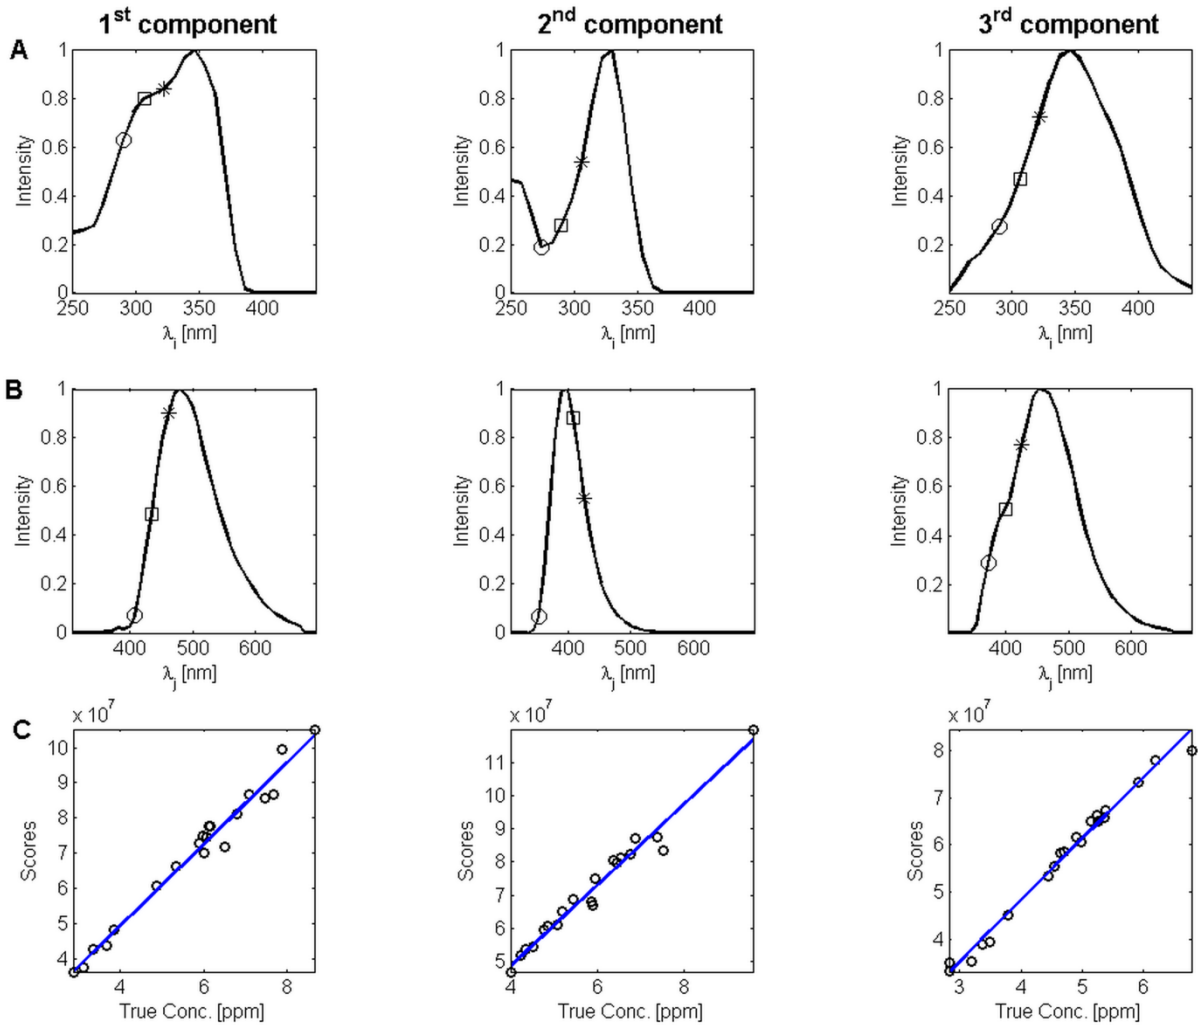 1st component 2nd component 3rd component
A
1 1 1
0.8 0.8 0.8
0.6 0.6 0.6
0.4 0.4 0.4
0.2 0.2 0.2
0 0 0
Intensity Intensity Intensity
250 300 350 400 250 300 350 400 250 300 350 400
λi [nm] λi [nm] λi [nm]
B
1 1 1
0.8 0.8 0.8
0.6 0.6 0.6
0.4 0.4 0.4
0.2 0.2 0.2
0 0
Intensity Intensity Intensity
400 500 600 400 500 600 400 500 600
λj [nm] λj [nm] λj [nm]
C
x 10^7 x 10^7 x 10^7
10 9 8 7 6 5 4
Scores
11 10 9 8 7 6 5
Scores
8 7 6 5 4
Scores
4 6 8 4 6 8 3 4 5 6
True Conc. [ppm] True Conc. [ppm] True Conc. [ppm]